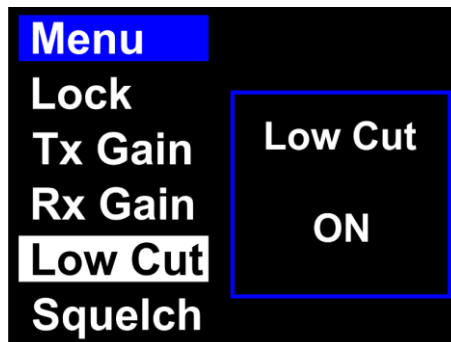 Menu
Lock
Tx Gain
Rx Gain
Low Cut
Squelch
Low Cut
ON